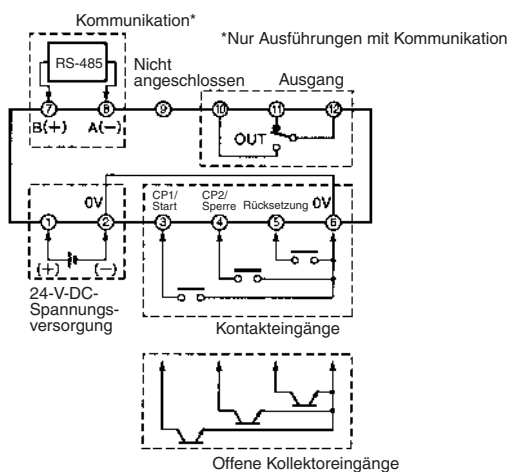 Kommunikation*
*Nur Ausführungen mit Kommunikation
RS-485
Nicht
angeschlossen
Ausgang
7 8 9 10 11 12
B(+) A(-)
OUT
0V
CP1/
Start
CP2/
Sperre
Rücksetzung
0V
1 2 3 4 5 6
(+) (-)
24-V-DC-
Spannungs-
versorgung
Kontakteingänge
Offene Kollektoreingänge